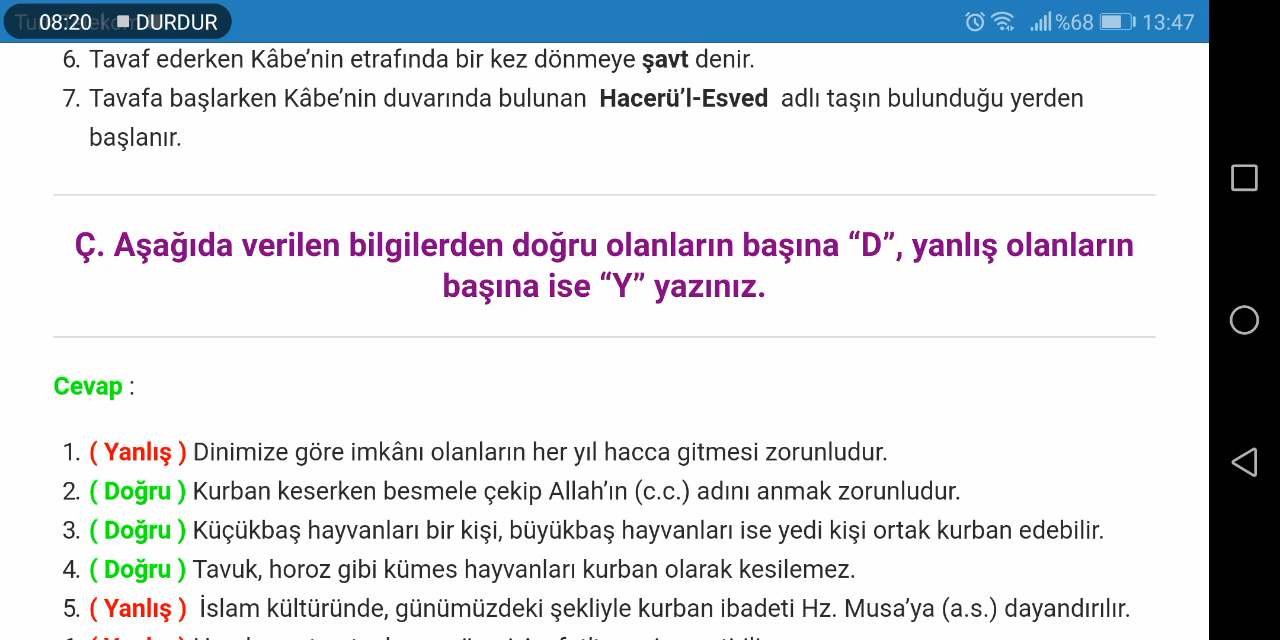 08:20 DURDUR %68 13:47
6. Tavaf ederken Kâbe’nin etrafında bir kez dönmeye şavt denir.
7. Tavafa başlarken Kâbe’nin duvarında bulunan Hacerü’l-Esved adlı taşın bulunduğu yerden
başlanır.
Ç. Aşağıda verilen bilgilerden doğru olanların başına “D”, yanlış olanların
başına ise “Y” yazınız.
Cevap :
1. ( Yanlış ) Dinimize göre imkânı olanların her yıl hacca gitmesi zorunludur.
2. ( Doğru ) Kurban keserken besmele çekip Allah’ın (c.c.) adını anmak zorunludur.
3. ( Doğru ) Küçükbaş hayvanları bir kişi, büyükbaş hayvanları ise yedi kişi ortak kurban edebilir.
4. ( Doğru ) Tavuk, horoz gibi kümes hayvanları kurban olarak kesilemez.
5. ( Yanlış ) İslam kültüründe, günümüzdeki şekliyle kurban ibadeti Hz. Musa’ya (a.s.) dayandırılır.